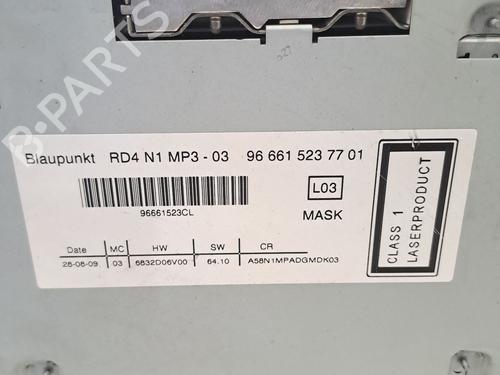 B-PARTS
Blaupunkt RD4 N1 MP3 - 03 96 661 523 77 01
96661523CL
L03
MASK
CLASS 1
LASERPRODUCT
Date MC HW SW CR
28-08-09 03 6832D06V00 64.10 A58N1MPADGMDK03